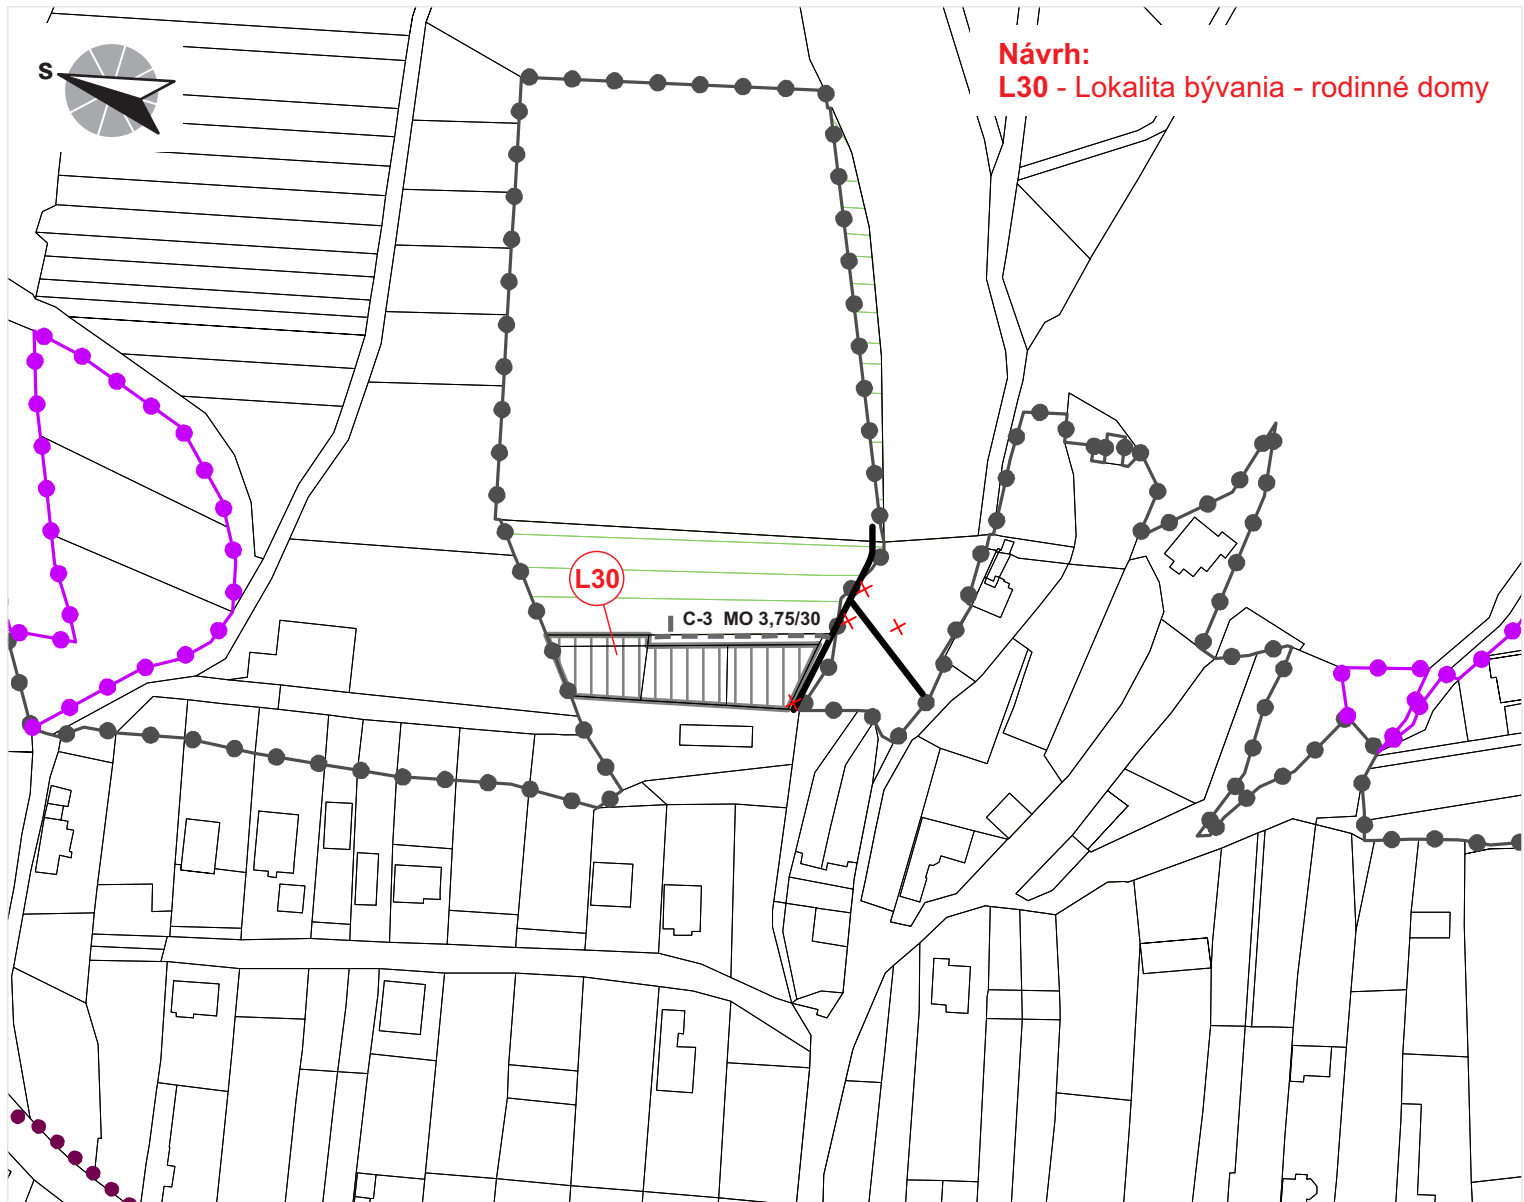 S
Návrh:
L30 - Lokalita bývania - rodinné domy
L30
C-3 MO 3,75/30